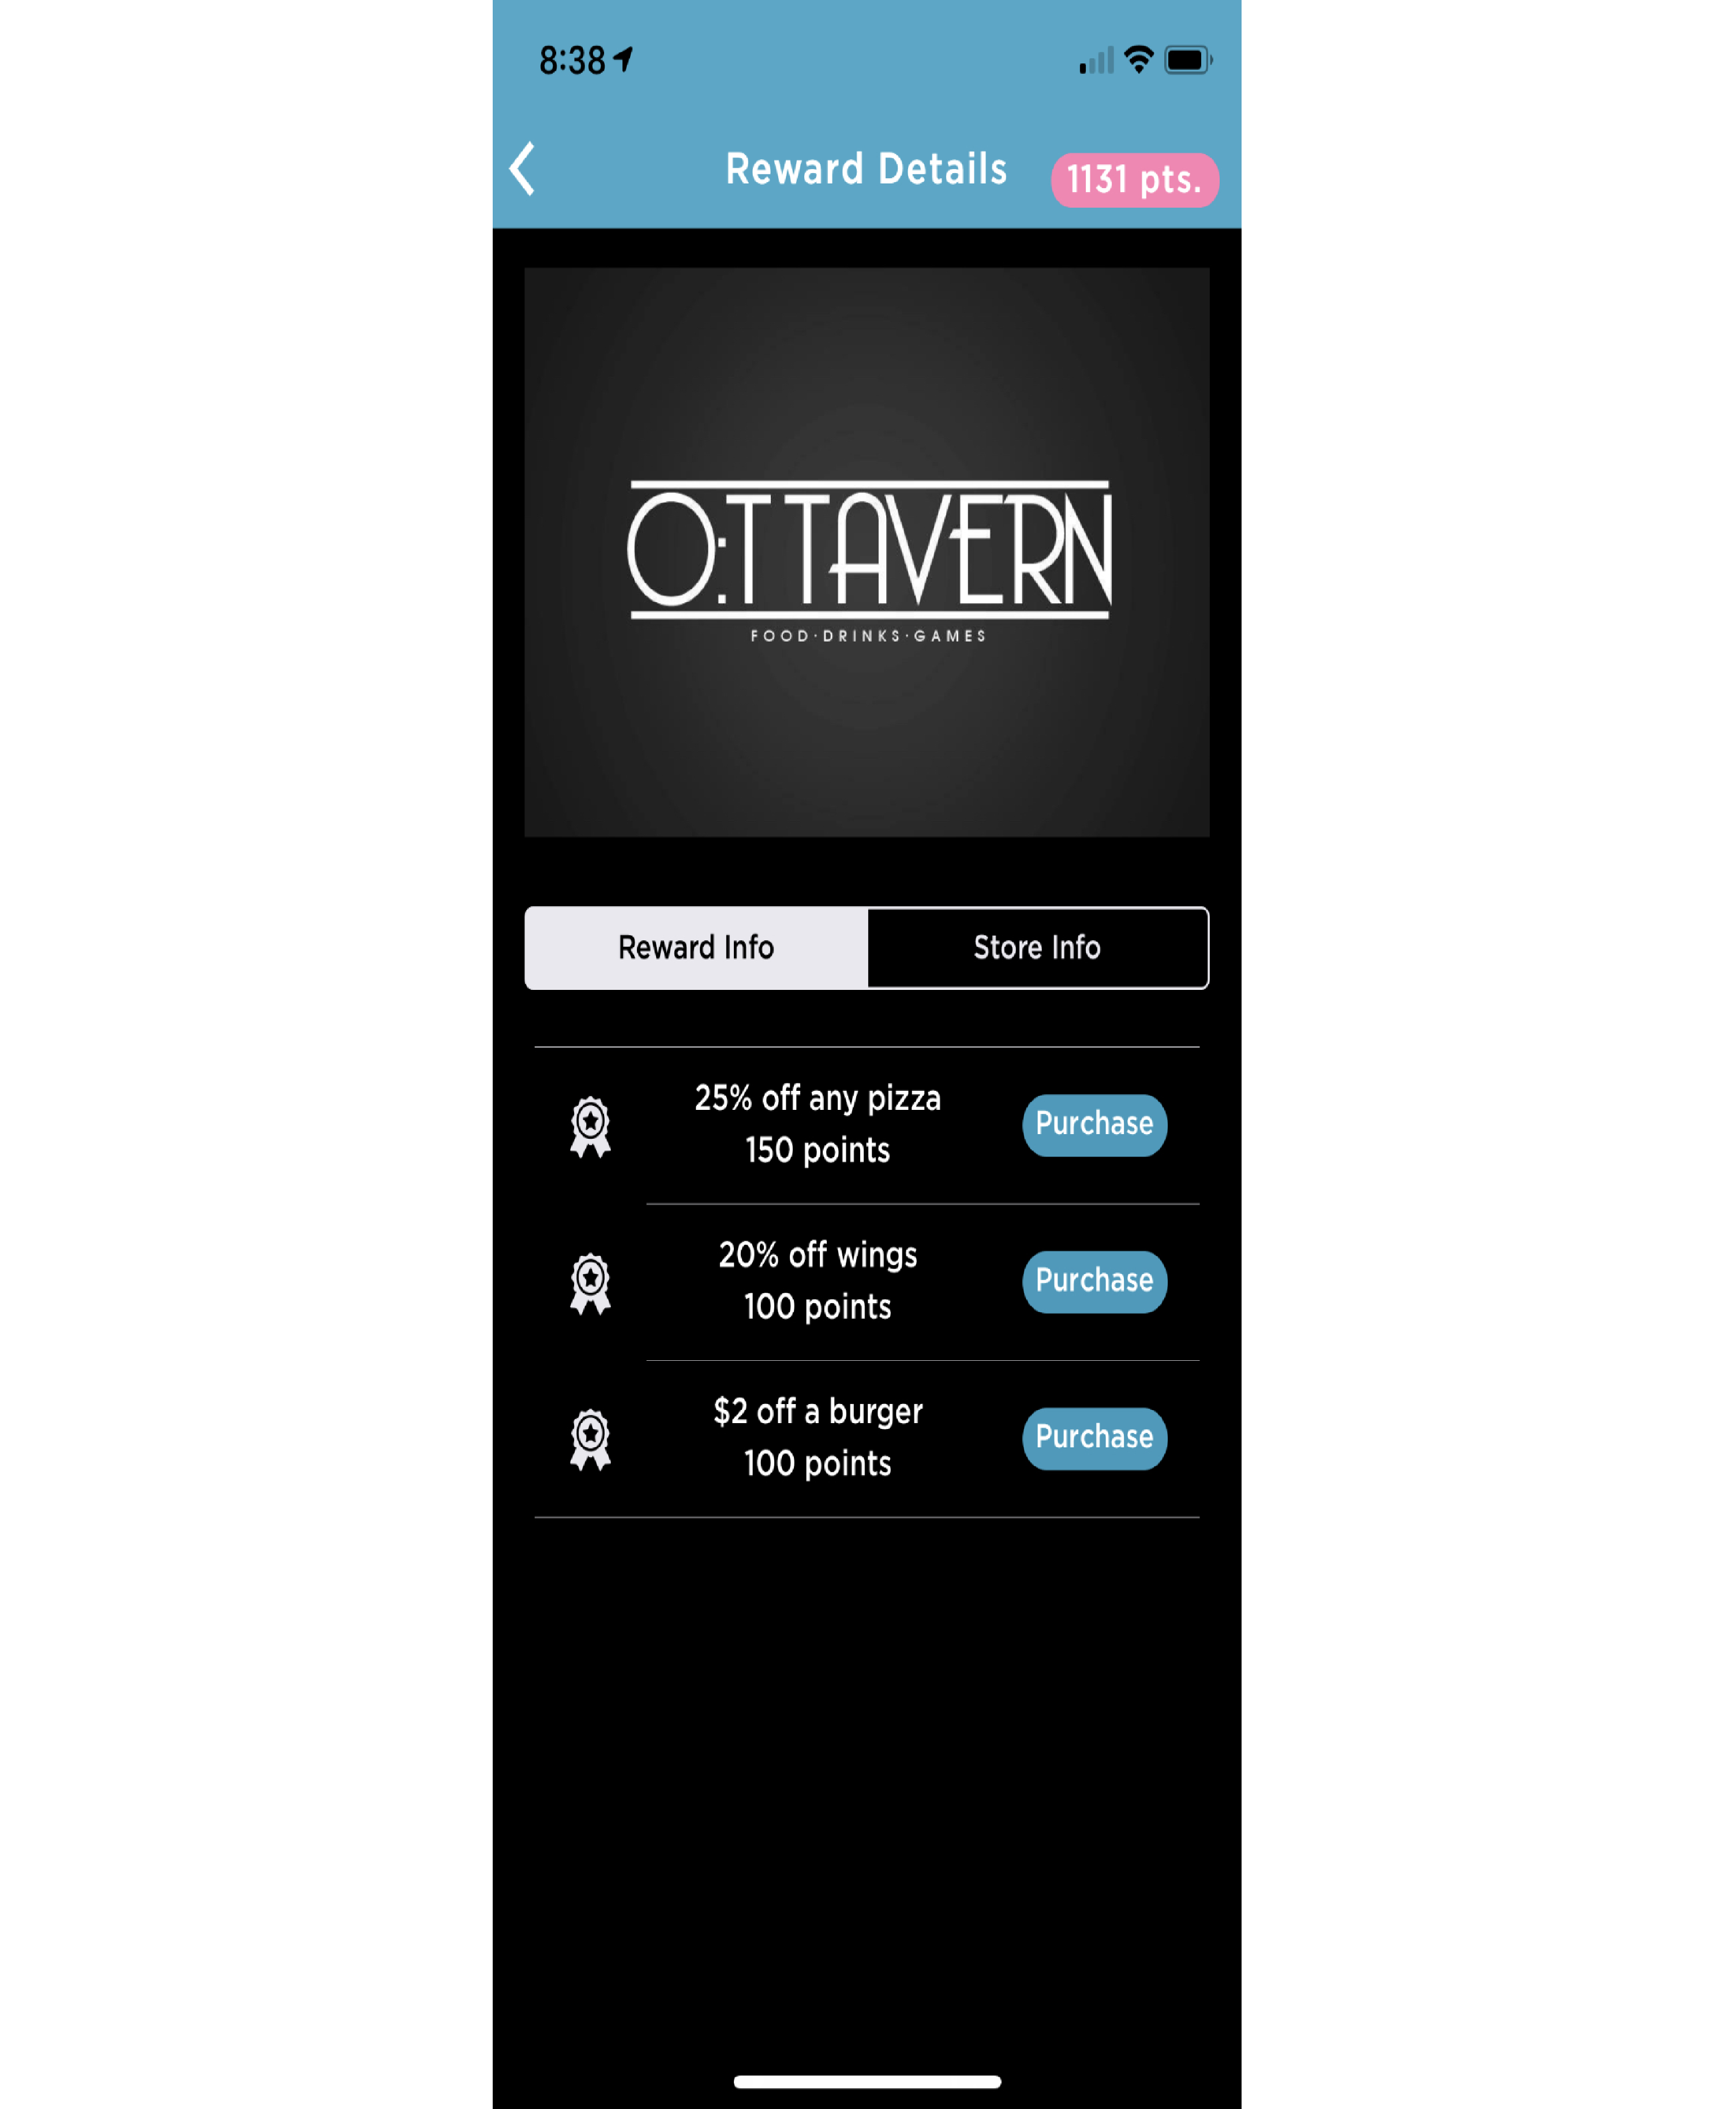 8:38
Reward Details
1131 pts.
O:T TAVERN
FOOD·DRINKS·GAMES
Reward Info
Store Info
25% off any pizza
150 points
Purchase
20% off wings
100 points
Purchase
$2 off a burger
100 points
Purchase